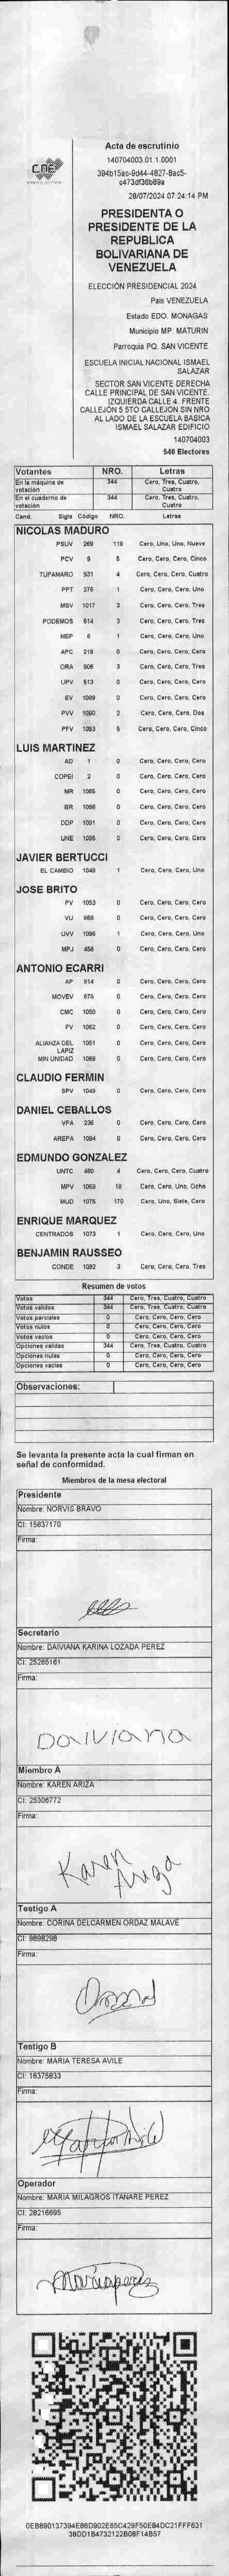 cne
Acta de escrutinio
140704003.01.1.0001
394b15ac-9d44-4827-8ac5-
c473df36b89a
28/07/2024 07:24:14 PM
PRESIDENTA O
PRESIDENTE DE LA
REPUBLICA
BOLIVARIANA DE
VENEZUELA
ELECCIÓN PRESIDENCIAL 2024
País VENEZUELA
Estado EDO. MONAGAS
Municipio MP. MATURIN
Parroquia PQ. SAN VICENTE
ESCUELA INICIAL NACIONAL ISMAEL
SALAZAR
SECTOR SAN VICENTE DERECHA
CALLE PRINCIPAL DE SAN VICENTE.
IZQUIERDA CALLE 4. FRENTE
CALLEJÓN 5 5TO CALLEJON SIN NRO
AL LADO DE LA ESCUELA BASICA
ISMAEL SALAZAR EDIFICIO
140704003
546 Electores
Votantes NRO. Letras
En la máquina de votación 344 Cero, Tres, Cuatro, Cuatro
En el cuaderno de votación 344 Cero, Tres, Cuatro, Cuatro
Cand. Sigla Código NRO. Letras
NICOLAS MADURO
PSUV 269 119 Cero, Uno, Uno, Nueve
PCV 9 5 Cero, Cero, Cero, Cinco
TUPAMARO 931 4 Cero, Cero, Cero, Cuatro
PPT 276 1 Cero, Cero, Cero, Uno
MSV 1017 3 Cero, Cero, Cero, Tres
PODEMOS 514 3 Cero, Cero, Cero, Tres
MEP 6 1 Cero, Cero, Cero, Uno
APC 219 0 Cero, Cero, Cero, Cero
ORA 906 3 Cero, Cero, Cero, Tres
UPV 513 0 Cero, Cero, Cero, Cero
EV 1089 0 Cero, Cero, Cero, Cero
PVV 1090 2 Cero, Cero, Cero, Dos
PFV 1093 5 Cero, Cero, Cero, Cinco
LUIS MARTINEZ
AD 1 0 Cero, Cero, Cero, Cero
COPEI 2 0 Cero, Cero, Cero, Cero
MR 1065 0 Cero, Cero, Cero, Cero
BR 1066 0 Cero, Cero, Cero, Cero
DDP 1091 0 Cero, Cero, Cero, Cero
UNE 1095 0 Cero, Cero, Cero, Cero
JAVIER BERTUCCI
EL CAMBIO 1048 1 Cero, Cero, Cero, Uno
JOSE BRITO
PV 1053 0 Cero, Cero, Cero, Cero
VU 868 0 Cero, Cero, Cero, Cero
UVV 1096 1 Cero, Cero, Cero, Uno
MPJ 458 0 Cero, Cero, Cero, Cero
ANTONIO ECARRI
AP 814 0 Cero, Cero, Cero, Cero
MOVEV 878 0 Cero, Cero, Cero, Cero
CMC 1050 0 Cero, Cero, Cero, Cero
FV 1062 0 Cero, Cero, Cero, Cero
ALIANZA DEL LAPIZ 1051 0 Cero, Cero, Cero, Cero
MIN UNIDAD 1088 0 Cero, Cero, Cero, Cero
CLAUDIO FERMIN
SPV 1049 0 Cero, Cero, Cero, Cero
DANIEL CEBALLOS
VPA 236 0 Cero, Cero, Cero, Cero
AREPA 1094 0 Cero, Cero, Cero, Cero
EDMUNDO GONZALEZ
UNTC 480 4 Cero, Cero, Cero, Cuatro
MPV 1069 18 Cero, Cero, Uno, Ocho
MUD 1075 170 Cero, Uno, Siete, Cero
ENRIQUE MARQUEZ
CENTRADOS 1073 1 Cero, Cero, Cero, Uno
BENJAMIN RAUSSEO
CONDE 1092 3 Cero, Cero, Cero, Tres
Resumen de votos
Votos 344 Cero, Tres, Cuatro, Cuatro
Votos válidos 344 Cero, Tres, Cuatro, Cuatro
Votos parciales 0 Cero, Cero, Cero, Cero
Votos nulos 0 Cero, Cero, Cero, Cero
Votos vacíos 0 Cero, Cero, Cero, Cero
Opciones válidas 344 Cero, Tres, Cuatro, Cuatro
Opciones nulas 0 Cero, Cero, Cero, Cero
Opciones vacías 0 Cero, Cero, Cero, Cero
Observaciones:
Se levanta la presente acta la cual firman en
señal de conformidad.
Miembros de la mesa electoral
Presidente
Nombre: NORVIS BRAVO
CI: 15637170
Firma:
Secretario
Nombre: DAIVIANA KARINA LOZADA PEREZ
CI: 25265161
Firma:
Daiviana
Miembro A
Nombre: KAREN ARIZA
CI: 25306772
Firma:
Karen
Ariza
Testigo A
Nombre: CORINA DELCARMEN ORDAZ MALAVE
CI: 9898298
Firma:
Testigo B
Nombre: MARIA TERESA AVILE
CI: 16375833
Firma:
Operador
Nombre: MARIA MILAGROS ITANARE PEREZ
CI: 28216695
Firma:
0EB890137394E86D902E65C429F50E84DC21FFF631
38DD1B4732122B08F14B57